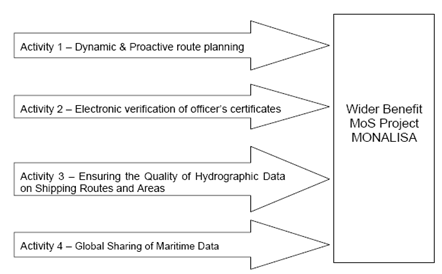 Activity 1 – Dynamic & Proactive route planning
Activity 2 – Electronic verification of officer's certificates
Activity 3 – Ensuring the Quality of Hydrographic Data
on Shipping Routes and Areas
Activity 4 – Global Sharing of Maritime Data
Wider Benefit
MoS Project
MONALISA